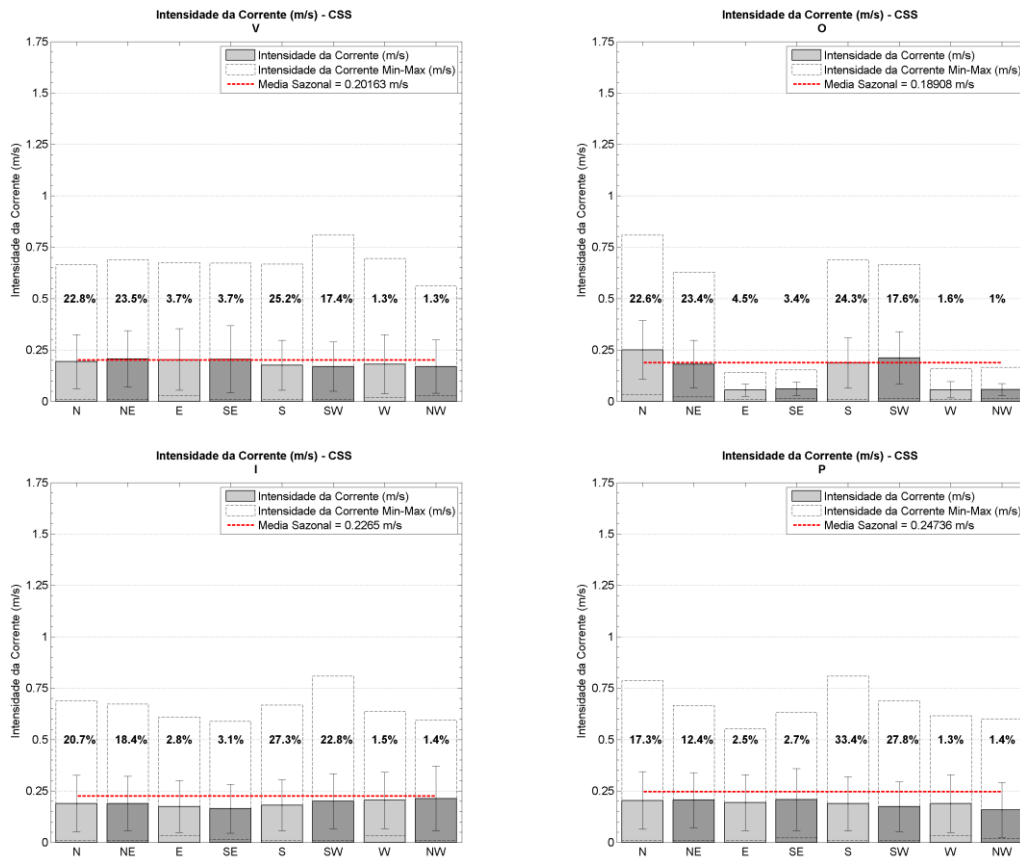 Intensidade da Corrente (m/s) - CSS
V
Intensidade da Corrente (m/s)
Intensidade da Corrente Min-Max (m/s)
Media Sazonal = 0.20163 m/s
Intensidade da Corrente (m/s)
1.75
1.5
1.25
1
0.75
0.5
0.25
0
22.8% 23.5% 3.7% 3.7% 25.2% 17.4% 1.3% 1.3%
N NE E SE S SW W NW
Intensidade da Corrente (m/s) - CSS
O
Intensidade da Corrente (m/s)
Intensidade da Corrente Min-Max (m/s)
Media Sazonal = 0.18908 m/s
Intensidade da Corrente (m/s)
1.75
1.5
1.25
1
0.75
0.5
0.25
0
22.6% 23.4% 4.5% 3.4% 24.3% 17.6% 1.6% 1%
N NE E SE S SW W NW
Intensidade da Corrente (m/s) - CSS
I
Intensidade da Corrente (m/s)
Intensidade da Corrente Min-Max (m/s)
Media Sazonal = 0.2265 m/s
Intensidade da Corrente (m/s)
1.75
1.5
1.25
1
0.75
0.5
0.25
0
20.7% 18.4% 2.8% 3.1% 27.3% 22.8% 1.5% 1.4%
N NE E SE S SW W NW
Intensidade da Corrente (m/s) - CSS
P
Intensidade da Corrente (m/s)
Intensidade da Corrente Min-Max (m/s)
Media Sazonal = 0.24736 m/s
Intensidade da Corrente (m/s)
1.75
1.5
1.25
1
0.75
0.5
0.25
0
17.3% 12.4% 2.5% 2.7% 33.4% 27.8% 1.3% 1.4%
N NE E SE S SW W NW